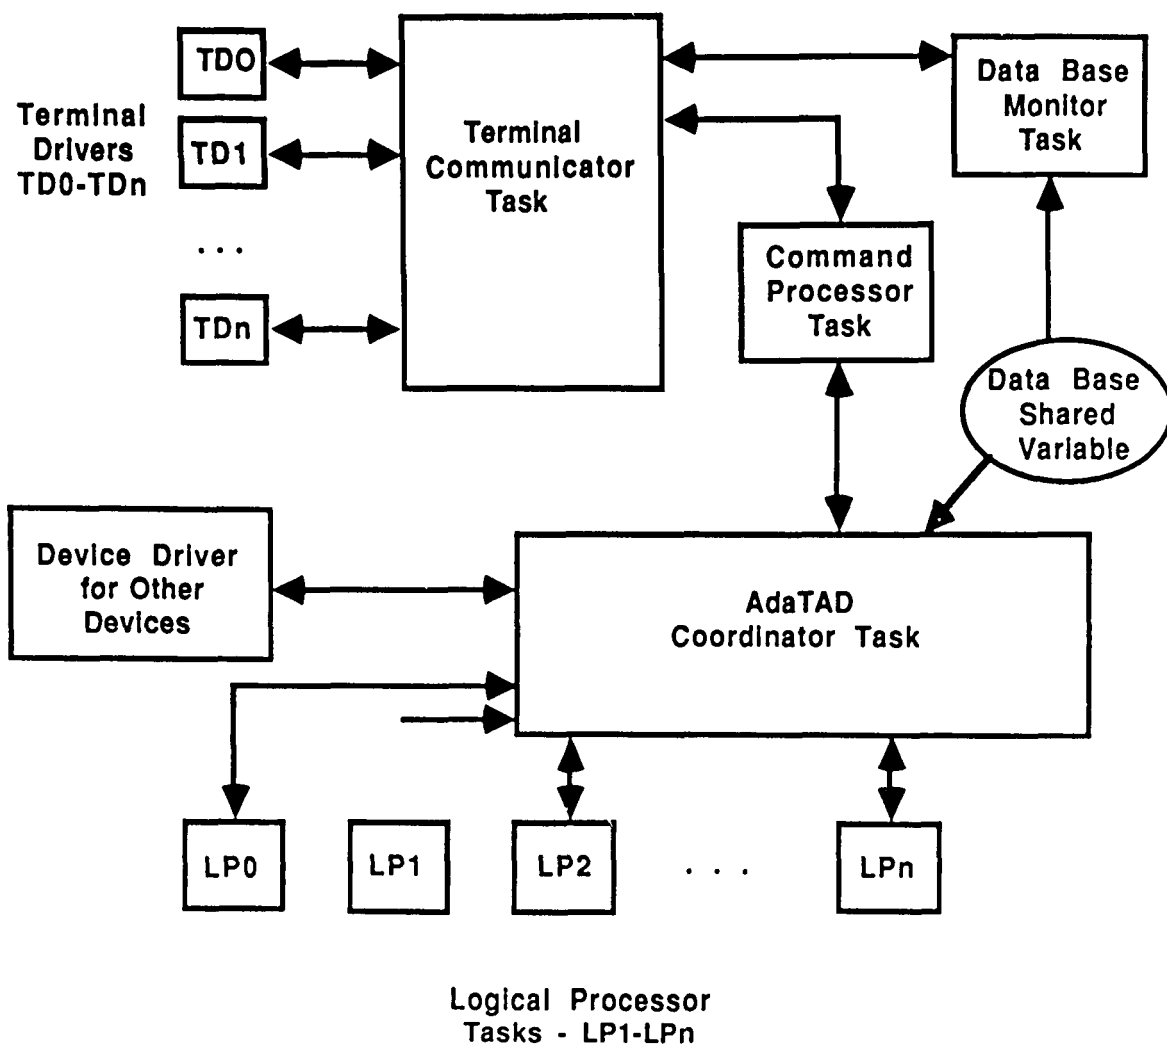 TD0
Terminal
Drivers
TD0-TDn
TD1
. . .
TDn
Terminal
Communicator
Task
Data Base
Monitor
Task
Command
Processor
Task
Data Base
Shared
Variable
Device Driver
for Other
Devices
AdaTAD
Coordinator Task
LP0
LP1
LP2
. . .
LPn
Logical Processor
Tasks - LP1-LPn